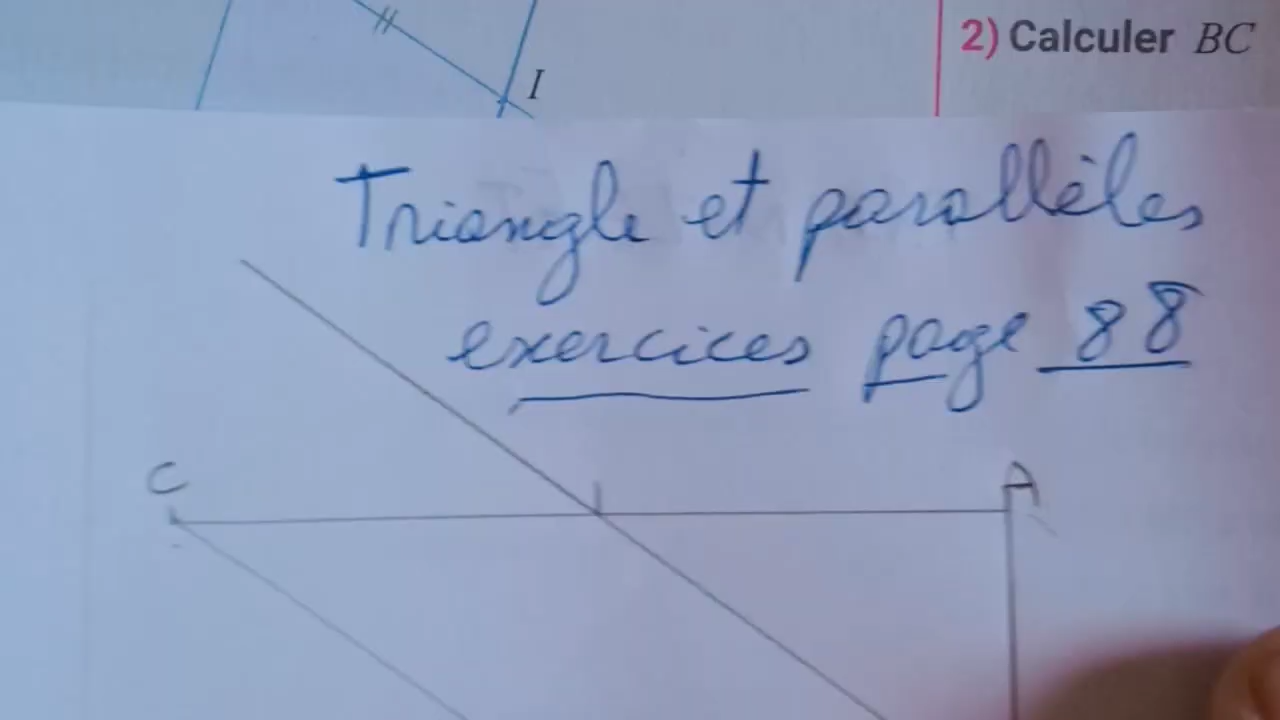 I
2) Calculer BC
Triangle et parallèles
exercices page 88
C
A